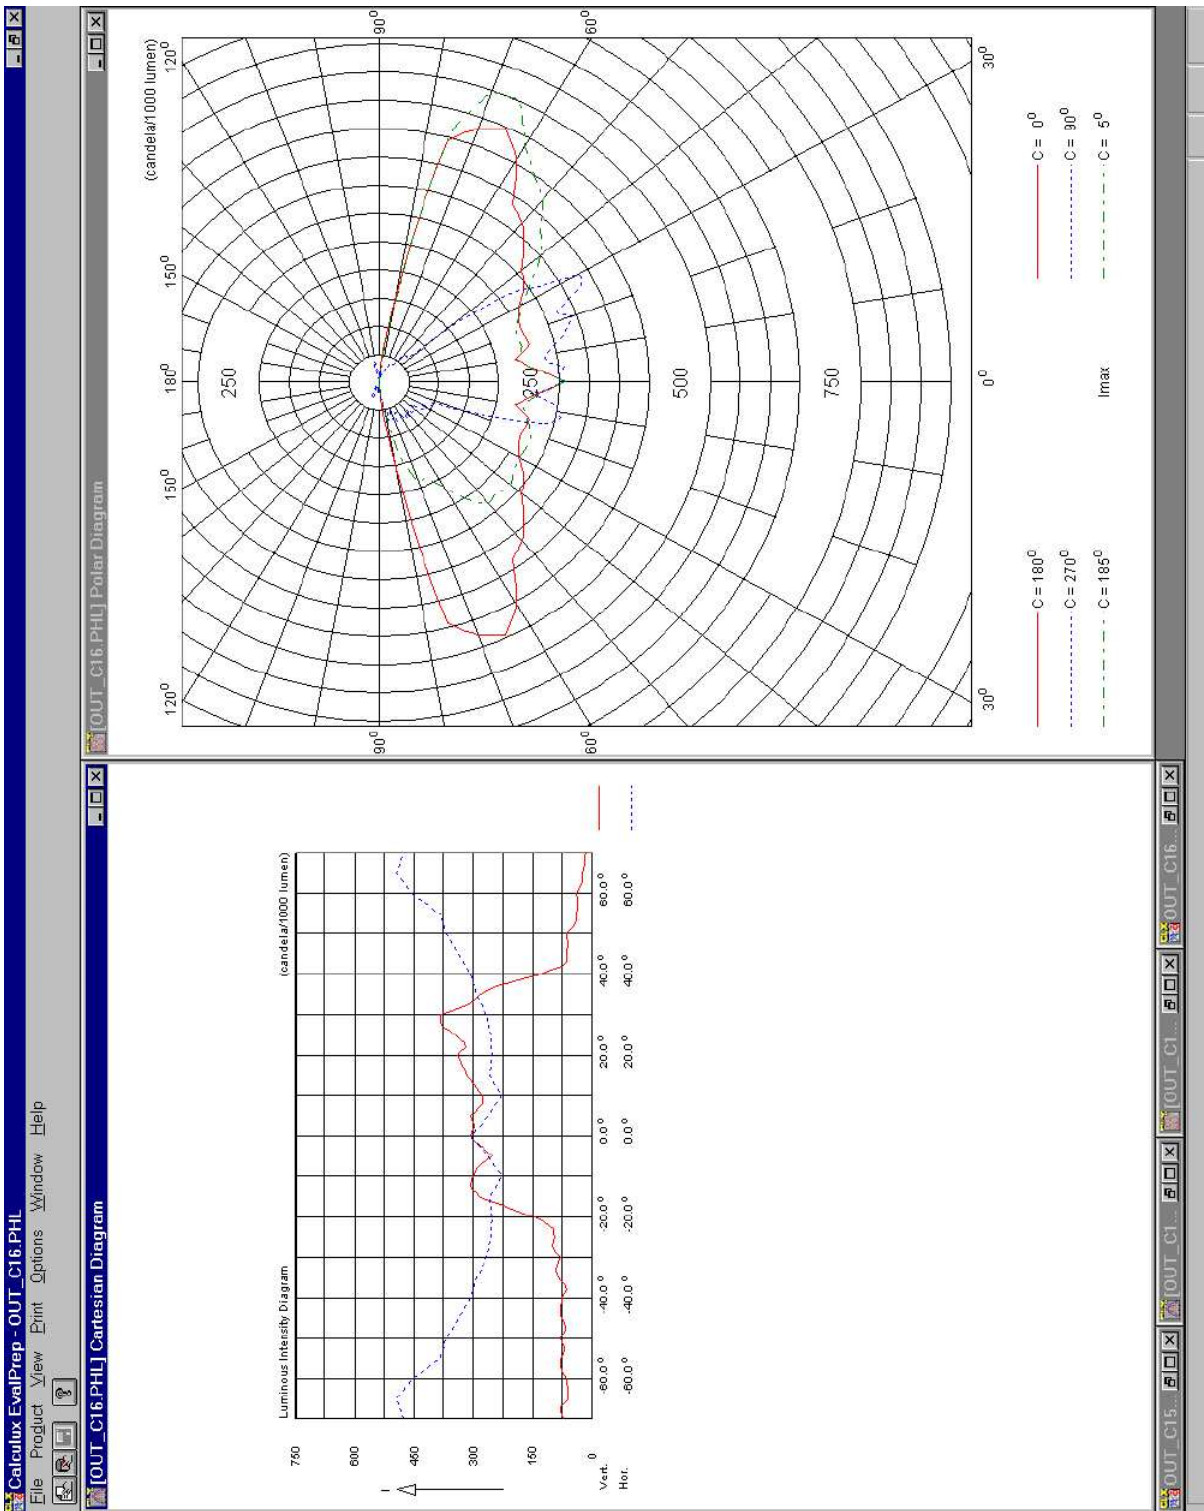 Calculux EvalPrep - OUT_C16.PHL
File Product View Print Options Window Help
[OUT_C16.PHL] Cartesian Diagram
Luminous Intensity Diagram
(candela/1000 lumen)
750
600
450
300
150
0
I
Vert. -60.0° -40.0° -20.0° 0.0° 20.0° 40.0° 60.0°
Hor. -60.0° -40.0° -20.0° 0.0° 20.0° 40.0° 60.0°
[OUT_C16.PHL] Polar Diagram
(candela/1000 lumen)
120° 150° 180° 150° 120°
250
90° 90°
250
60° 60°
500
750
30° 0° 30°
C = 180° C = 0°
C = 270° C = 90°
C = 185° Imax C = 5°
[OUT_C15...
[OUT_C1...
[OUT_C1...
[OUT_C16...